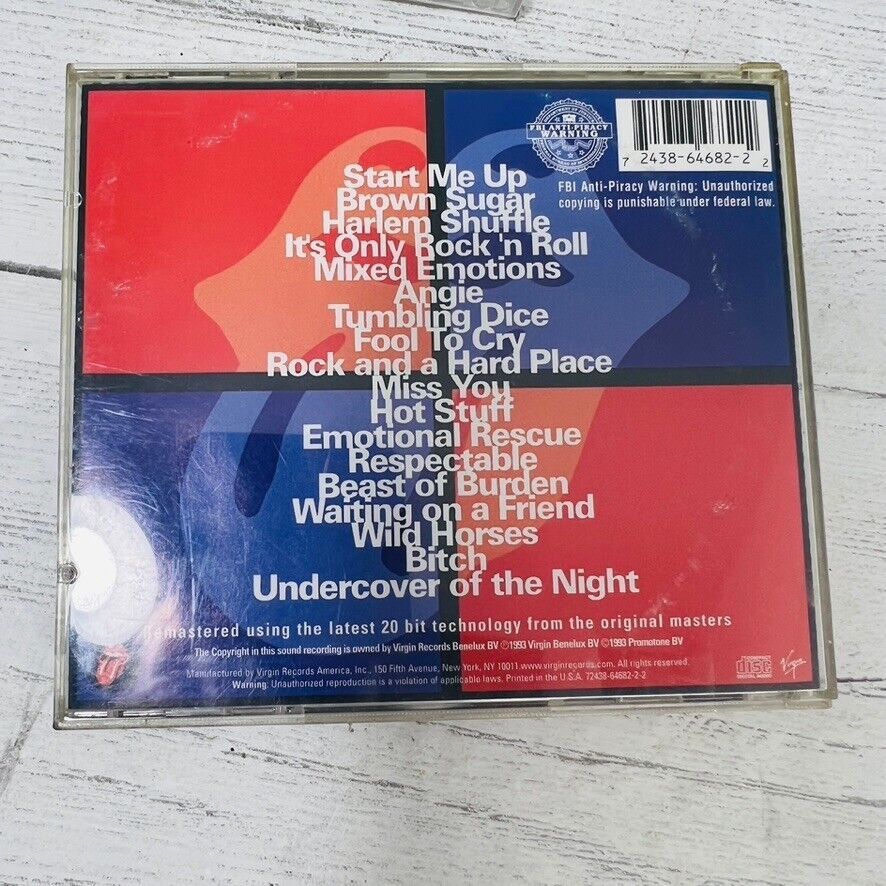 FBI ANTI-PIRACY
WARNING
7 2438-64682-2 2
FBI Anti-Piracy Warning: Unauthorized
copying is punishable under federal law.
Start Me Up
Brown Sugar
Harlem Shuffle
It's Only Rock 'n Roll
Mixed Emotions
Angie
Tumbling Dice
Fool To Cry
Rock and a Hard Place
Miss You
Hot Stuff
Emotional Rescue
Respectable
Beast of Burden
Waiting on a Friend
Wild Horses
Bitch
Undercover of the Night
Remastered using the latest 20 bit technology from the original masters
The Copyright in this sound recording is owned by Virgin Records Benelux BV ℗1993 Virgin Benelux BV ©1993 Promotone BV
Manufactured by Virgin Records America, Inc., 150 Fifth Avenue, New York, NY 10011. www.virginrecords.com. All rights reserved.
Warning: Unauthorized reproduction is a violation of applicable laws. Printed in the U.S.A. 72438-64682-2-2
COMPACT
disc
DIGITAL AUDIO
Virgin